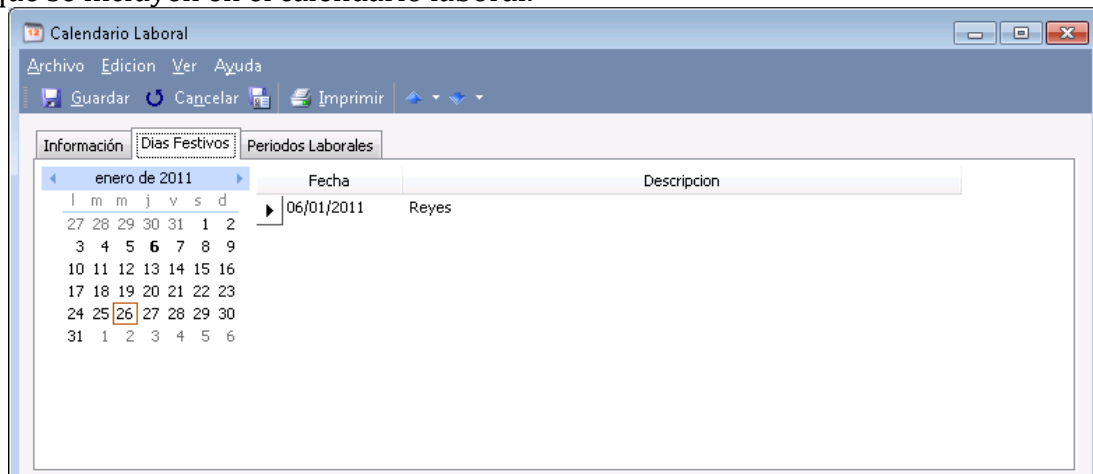 que se incluyen en el calendario laboral.
Calendario Laboral
Archivo Edicion Ver Ayuda
Guardar Cancelar Imprimir
Información Dias Festivos Periodos Laborales
enero de 2011 Fecha Descripcion
l m m j v s d
06/01/2011 Reyes
27 28 29 30 31 1 2
3 4 5 6 7 8 9
10 11 12 13 14 15 16
17 18 19 20 21 22 23
24 25 26 27 28 29 30
31 1 2 3 4 5 6